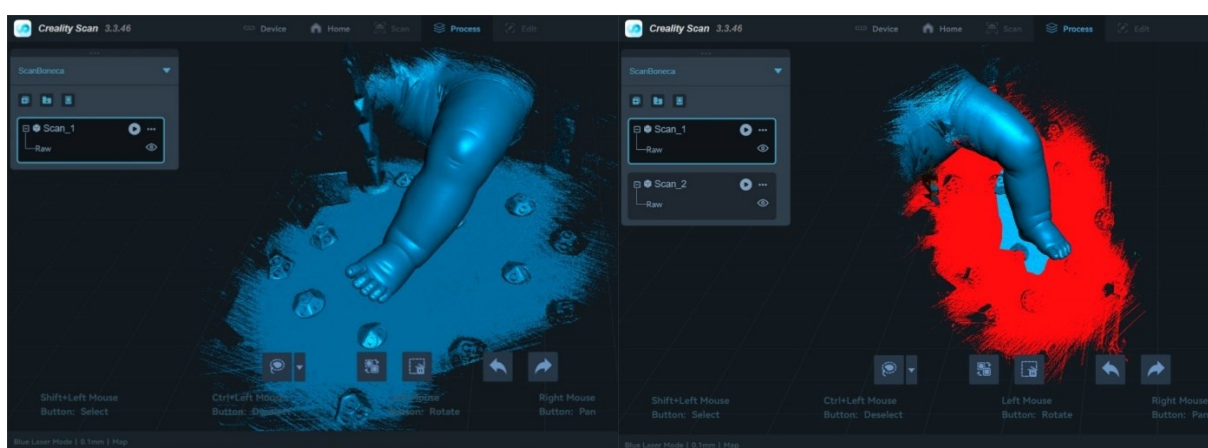 Creality Scan 3.3.46 Device Home Scan Process Edit
ScanBoneca
Scan_1
Raw
Shift+Left Mouse
Button: Select
Ctrl+Left Mouse
Button: Deselect
Button: Rotate
Right Mouse
Button: Pan
Blue Laser Mode | 0.1mm | Map
Creality Scan 3.3.46 Device Home Scan Process Edit
ScanBoneca
Scan_1
Raw
Scan_2
Raw
Shift+Left Mouse
Button: Select
Ctrl+Left Mouse
Button: Deselect
Left Mouse
Button: Rotate
Right Mouse
Button: Pan
Blue Laser Mode | 0.1mm | Map